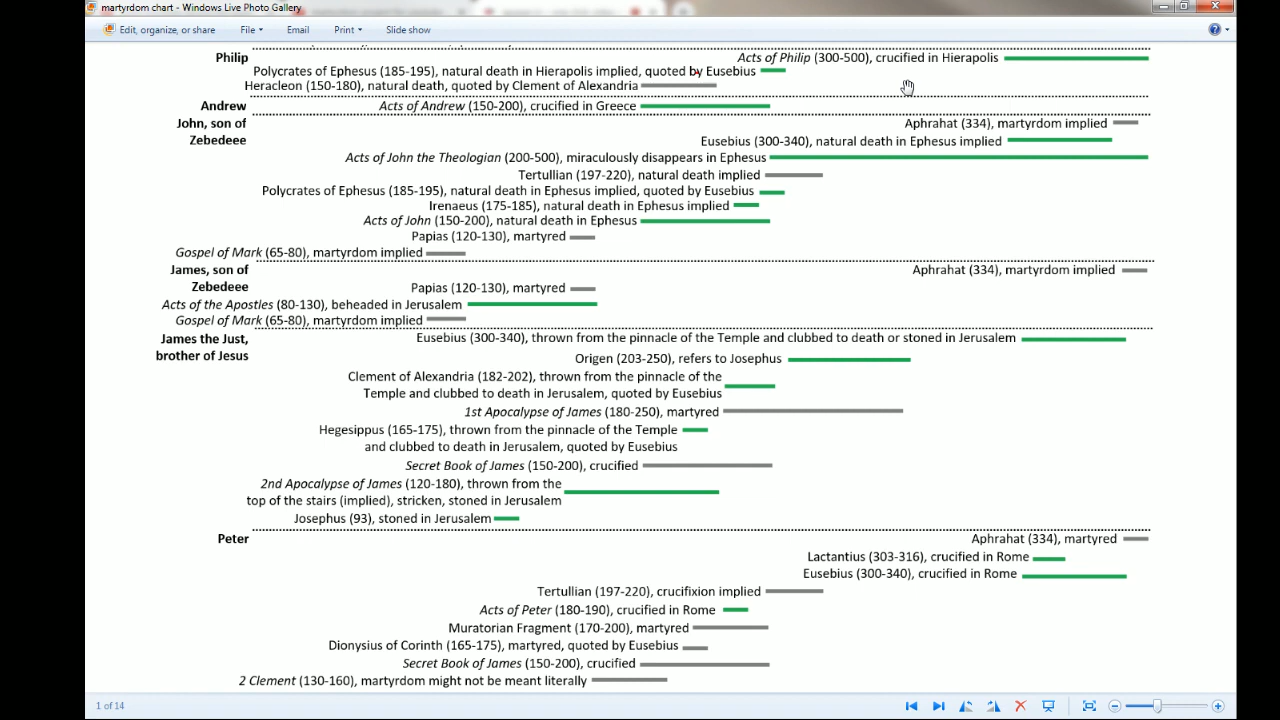 martyrdom chart - Windows Live Photo Gallery
Edit, organize, or share File Email Print Slide show
Philip
Acts of Philip (300-500), crucified in Hierapolis
Polycrates of Ephesus (185-195), natural death in Hierapolis implied, quoted by Eusebius
Heracleon (150-180), natural death, quoted by Clement of Alexandria
Andrew
Acts of Andrew (150-200), crucified in Greece
John, son of
Zebedeee
Aphrahat (334), martyrdom implied
Eusebius (300-340), natural death in Ephesus implied
Acts of John the Theologian (200-500), miraculously disappears in Ephesus
Tertullian (197-220), natural death implied
Polycrates of Ephesus (185-195), natural death in Ephesus implied, quoted by Eusebius
Irenaeus (175-185), natural death in Ephesus implied
Acts of John (150-200), natural death in Ephesus
Papias (120-130), martyred
Gospel of Mark (65-80), martyrdom implied
James, son of
Zebedeee
Aphrahat (334), martyrdom implied
Papias (120-130), martyred
Acts of the Apostles (80-130), beheaded in Jerusalem
Gospel of Mark (65-80), martyrdom implied
James the Just,
brother of Jesus
Eusebius (300-340), thrown from the pinnacle of the Temple and clubbed to death or stoned in Jerusalem
Origen (203-250), refers to Josephus
Clement of Alexandria (182-202), thrown from the pinnacle of the
Temple and clubbed to death in Jerusalem, quoted by Eusebius
1st Apocalypse of James (180-250), martyred
Hegesippus (165-175), thrown from the pinnacle of the Temple
and clubbed to death in Jerusalem, quoted by Eusebius
Secret Book of James (150-200), crucified
2nd Apocalypse of James (120-180), thrown from the
top of the stairs (implied), stricken, stoned in Jerusalem
Josephus (93), stoned in Jerusalem
Peter
Aphrahat (334), martyred
Lactantius (303-316), crucified in Rome
Eusebius (300-340), crucified in Rome
Tertullian (197-220), crucifixion implied
Acts of Peter (180-190), crucified in Rome
Muratorian Fragment (170-200), martyred
Dionysius of Corinth (165-175), martyred, quoted by Eusebius
Secret Book of James (150-200), crucified
2 Clement (130-160), martyrdom might not be meant literally
1 of 14